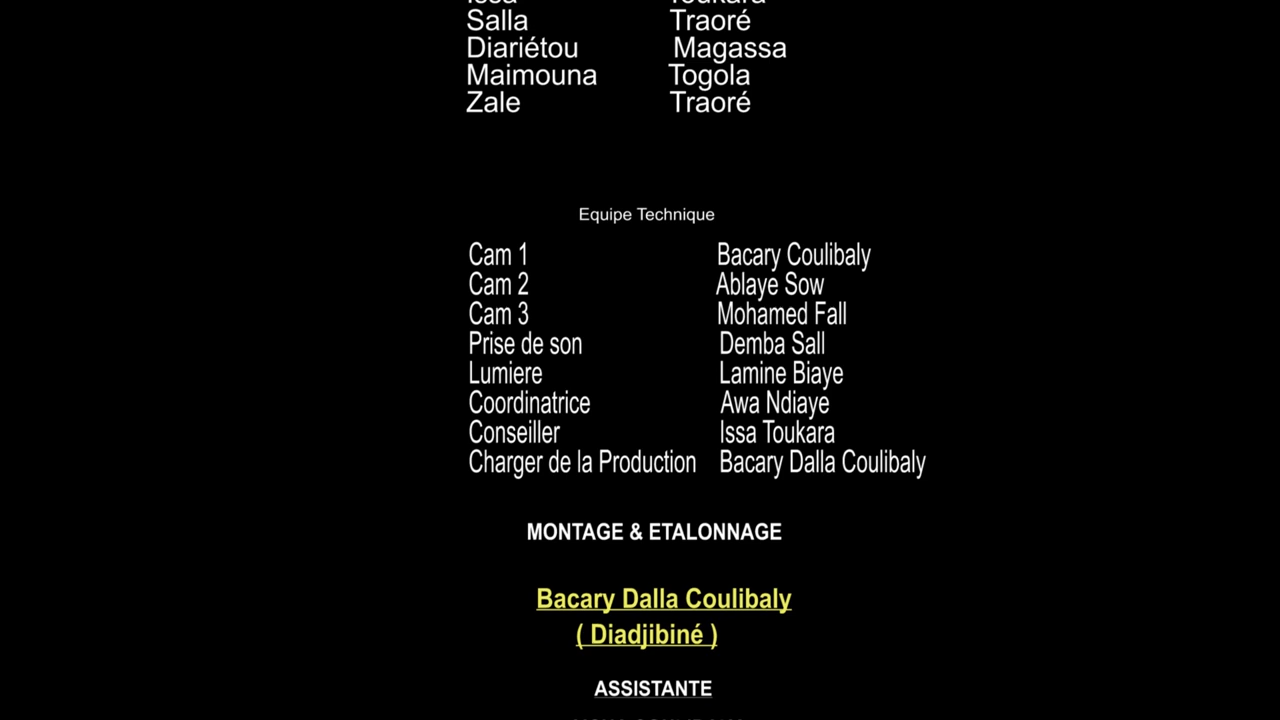 Salla Traoré
Diariétou Magassa
Maimouna Togola
Zale Traoré
Equipe Technique
Cam 1 Bacary Coulibaly
Cam 2 Ablaye Sow
Cam 3 Mohamed Fall
Prise de son Demba Sall
Lumiere Lamine Biaye
Coordinatrice Awa Ndiaye
Conseiller Issa Toukara
Charger de la Production Bacary Dalla Coulibaly
MONTAGE & ETALONNAGE
Bacary Dalla Coulibaly
( Diadjibiné )
ASSISTANTE